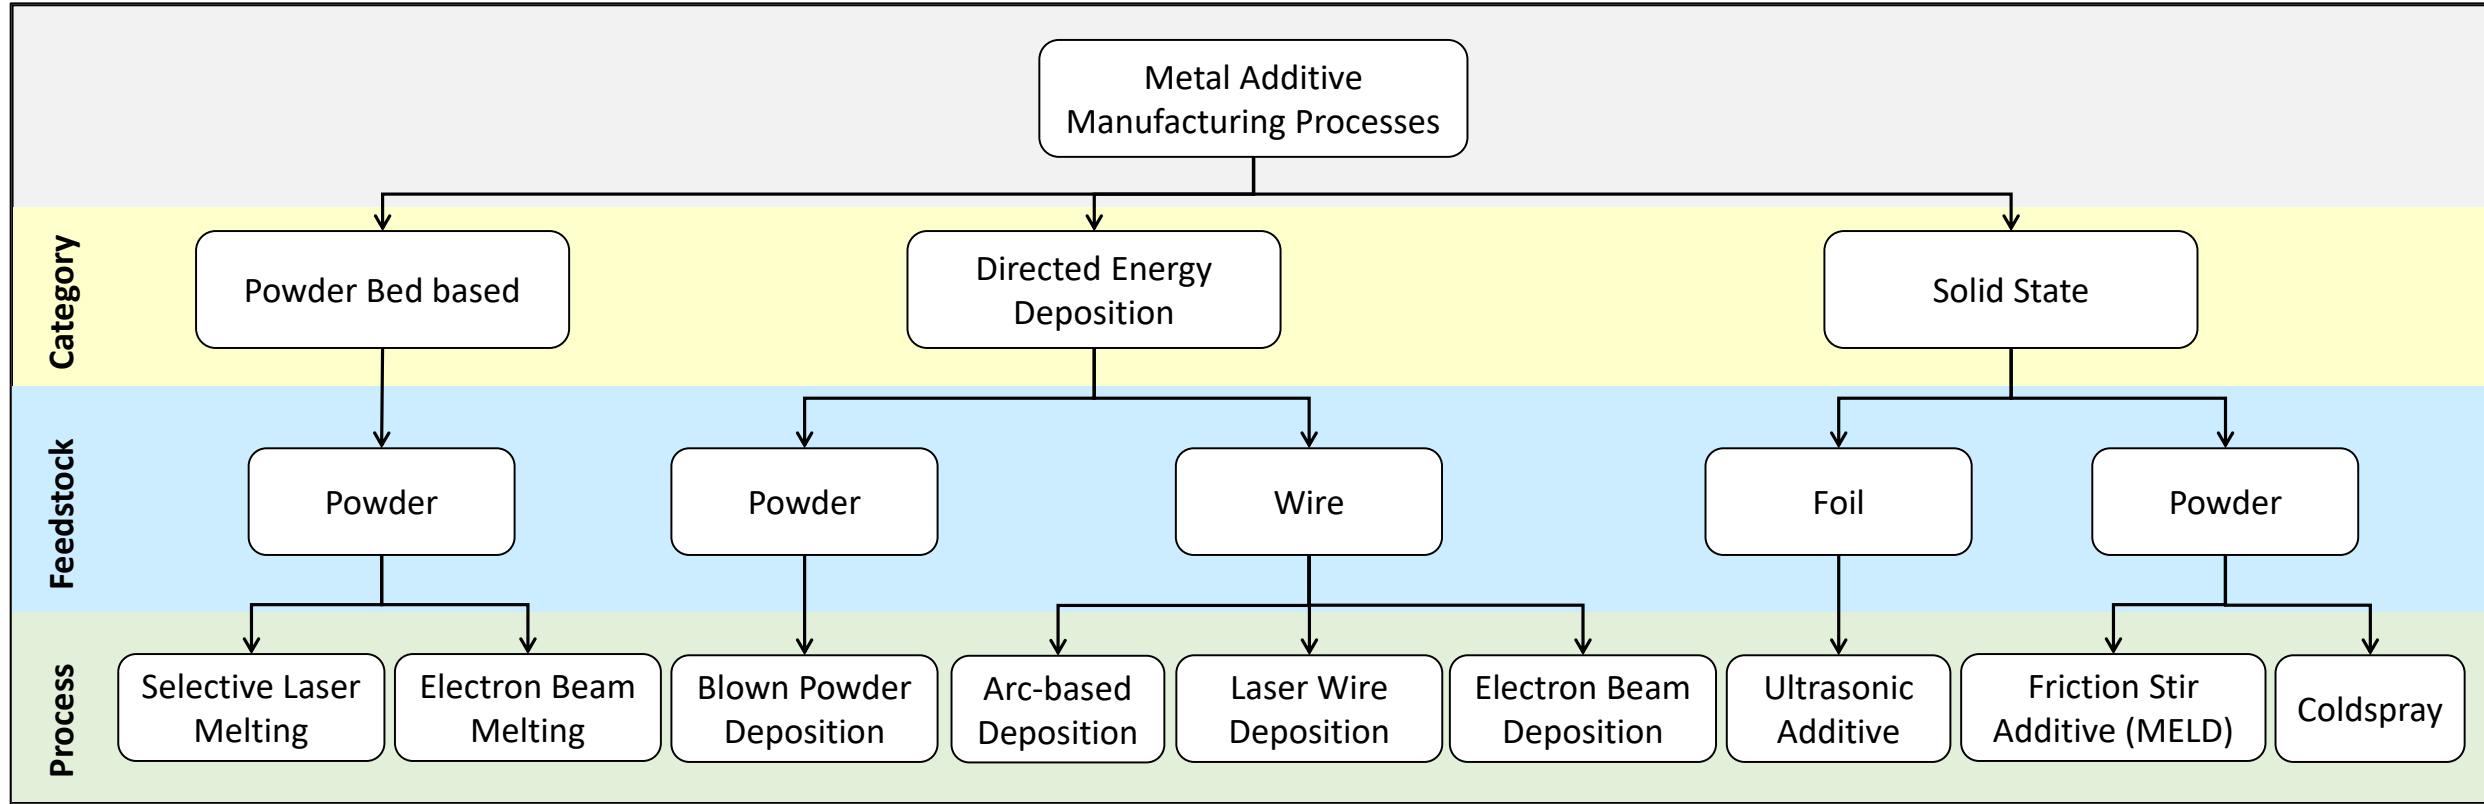 Metal Additive
Manufacturing Processes
Category
Powder Bed based
Directed Energy
Deposition
Solid State
Feedstock
Powder
Powder
Wire
Foil
Powder
Process
Selective Laser
Melting
Electron Beam
Melting
Blown Powder
Deposition
Arc-based
Deposition
Laser Wire
Deposition
Electron Beam
Deposition
Ultrasonic
Additive
Friction Stir
Additive (MELD)
Coldspray